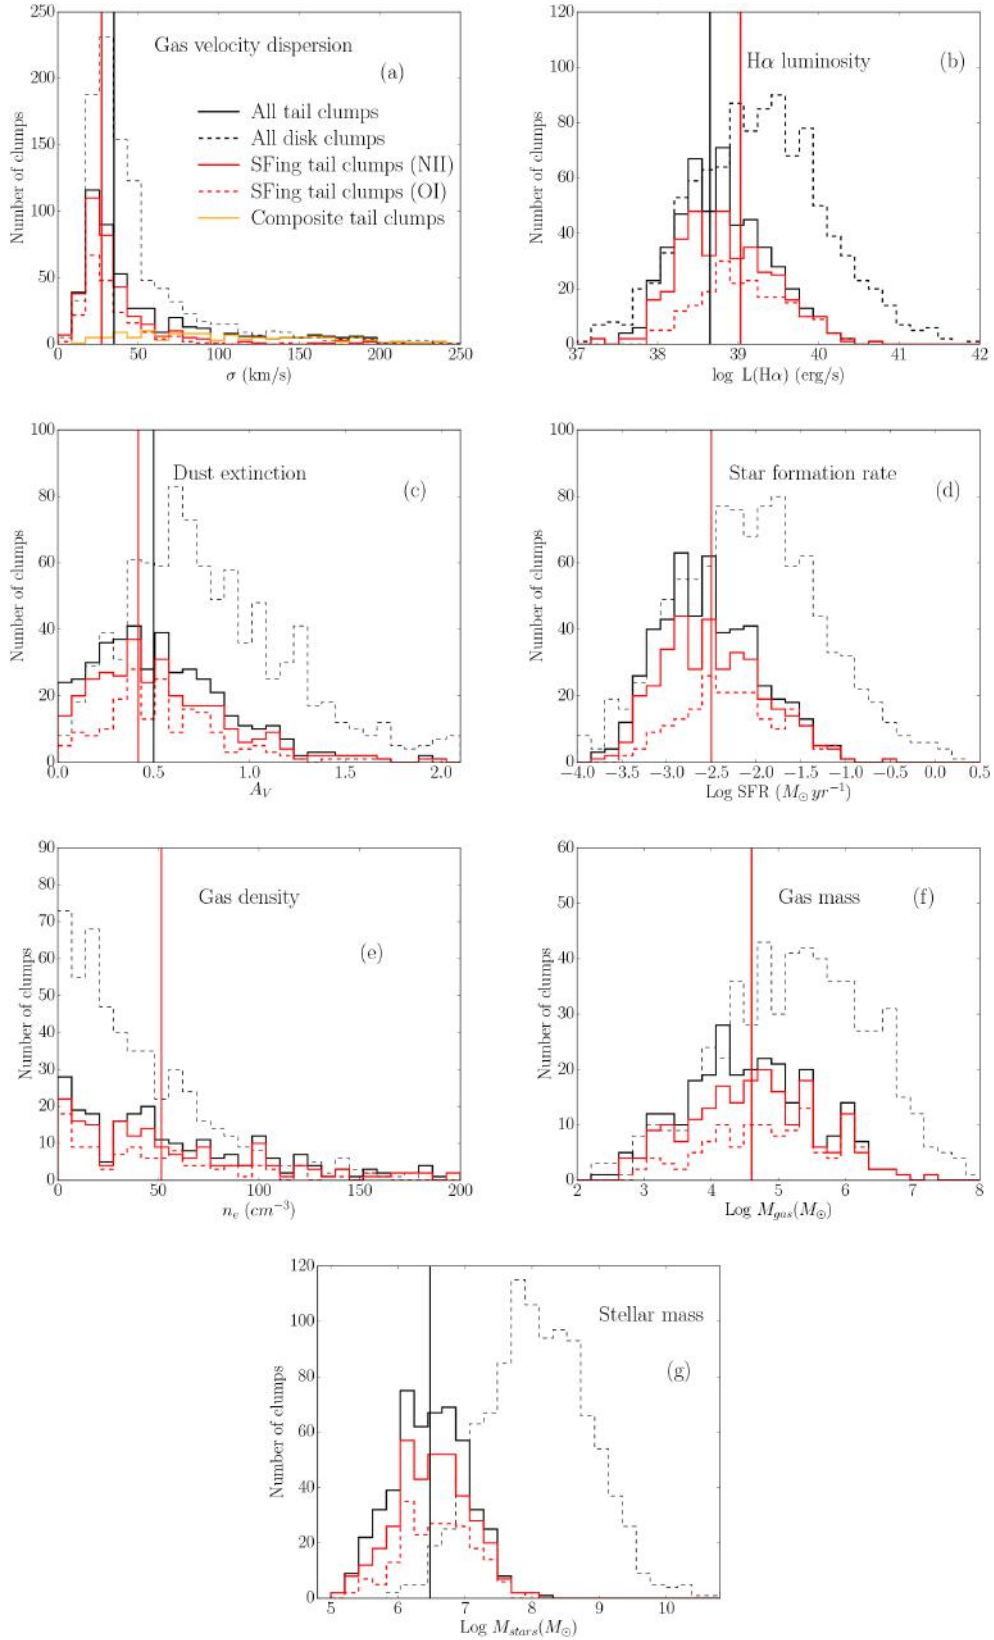 Gas velocity dispersion
(a)
All tail clumps
All disk clumps
SFing tail clumps (NII)
SFing tail clumps (OI)
Composite tail clumps
Number of clumps
250
200
150
100
50
0
0 50 100 150 200 250
σ (km/s)
Hα luminosity
(b)
Number of clumps
120
100
80
60
40
20
0
37 38 39 40 41 42
log L(Hα) (erg/s)
Dust extinction
(c)
Number of clumps
100
80
60
40
20
0
0.0 0.5 1.0 1.5 2.0
A_V
Star formation rate
(d)
Number of clumps
100
80
60
40
20
0
−4.0 −3.5 −3.0 −2.5 −2.0 −1.5 −1.0 −0.5 0.0 0.5
Log SFR (M⊙ yr⁻¹)
Gas density
(e)
Number of clumps
90
80
70
60
50
40
30
20
10
0
0 50 100 150 200
n_e (cm⁻³)
Gas mass
(f)
Number of clumps
60
50
40
30
20
10
0
2 3 4 5 6 7 8
Log M_gas(M⊙)
Stellar mass
(g)
Number of clumps
120
100
80
60
40
20
0
5 6 7 8 9 10
Log M_stars(M⊙)